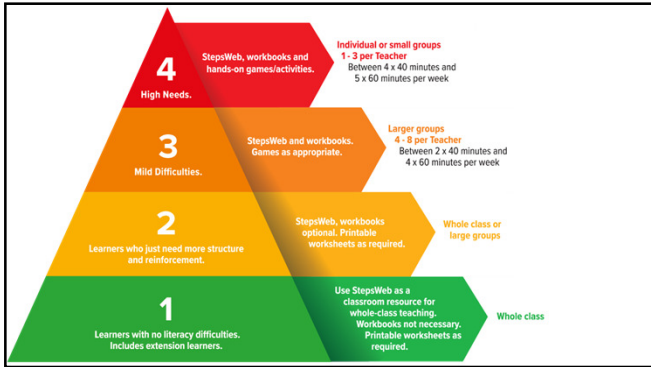 4
High Needs.
StepsWeb, workbooks and
hands-on games/activities.
Individual or small groups
1 - 3 per Teacher
Between 4 x 40 minutes and
5 x 60 minutes per week
3
Mild Difficulties.
StepsWeb and workbooks.
Games as appropriate.
Larger groups
4 - 8 per Teacher
Between 2 x 40 minutes and
4 x 60 minutes per week
2
Learners who just need more structure
and reinforcement.
StepsWeb, workbooks
optional. Printable
worksheets as required.
Whole class or
large groups
1
Learners with no literacy difficulties.
Includes extension learners.
Use StepsWeb as a
classroom resource for
whole-class teaching.
Workbooks not necessary.
Printable worksheets as
required.
Whole class